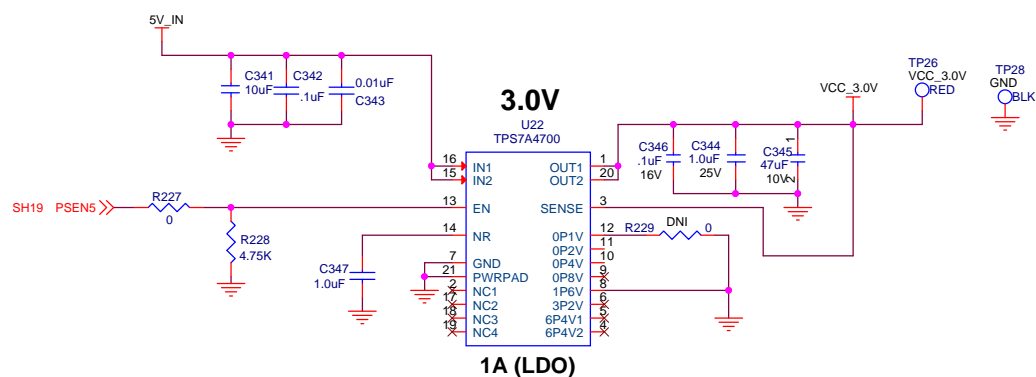 5V_IN
C341
10uF
C342
.1uF
0.01uF
C343
3.0V
U22
TPS7A4700
VCC_3.0V
TP26
VCC_3.0V
RED
TP28
GND
BLK
C346
.1uF
16V
C344
1.0uF
25V
C345
47uF
10V
1
2
16 IN1 OUT1 1
15 IN2 OUT2 20
SH19 PSEN5
R227
0
13 EN SENSE 3
R228
4.75K
14 NR 0P1V 12
R229 DNI 0
0P2V 11
7 GND 0P4V 10
21 PWRPAD 0P8V 9
2 NC1 1P6V 8
17 NC2 3P2V 6
18 NC3 6P4V1 5
19 NC4 6P4V2 4
C347
1.0uF
1A (LDO)